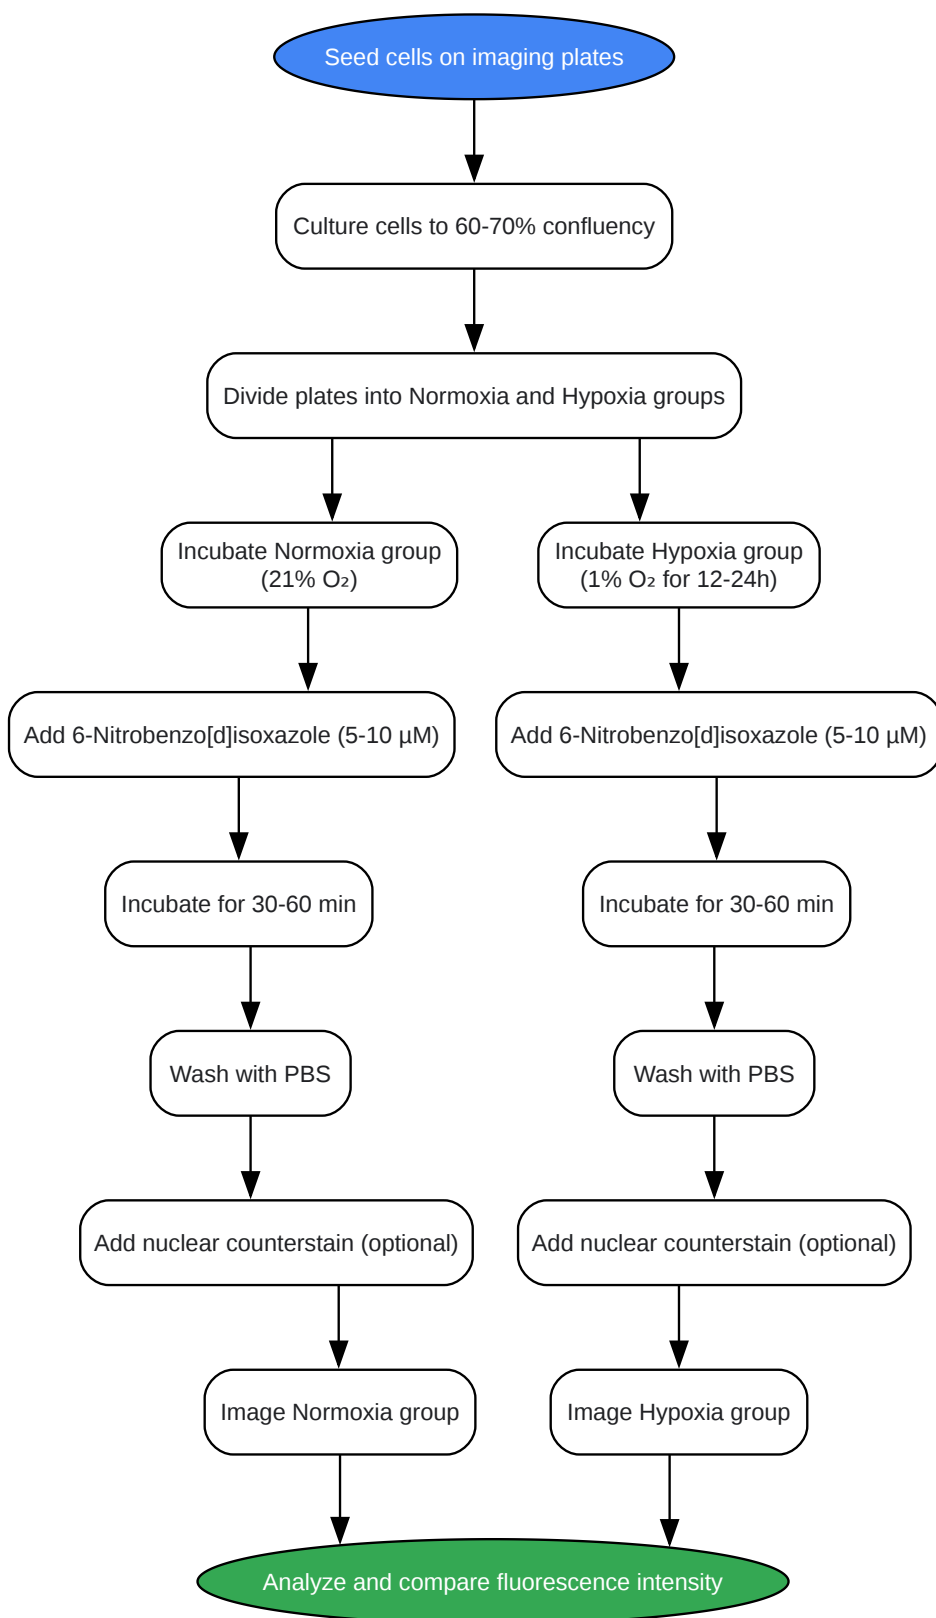 Seed cells on imaging plates
Culture cells to 60-70% confluency
Divide plates into Normoxia and Hypoxia groups
Incubate Normoxia group
(21% O₂)
Incubate Hypoxia group
(1% O₂ for 12-24h)
Add 6-Nitrobenzo[d]isoxazole (5-10 µM)
Add 6-Nitrobenzo[d]isoxazole (5-10 µM)
Incubate for 30-60 min
Incubate for 30-60 min
Wash with PBS
Wash with PBS
Add nuclear counterstain (optional)
Add nuclear counterstain (optional)
Image Normoxia group
Image Hypoxia group
Analyze and compare fluorescence intensity